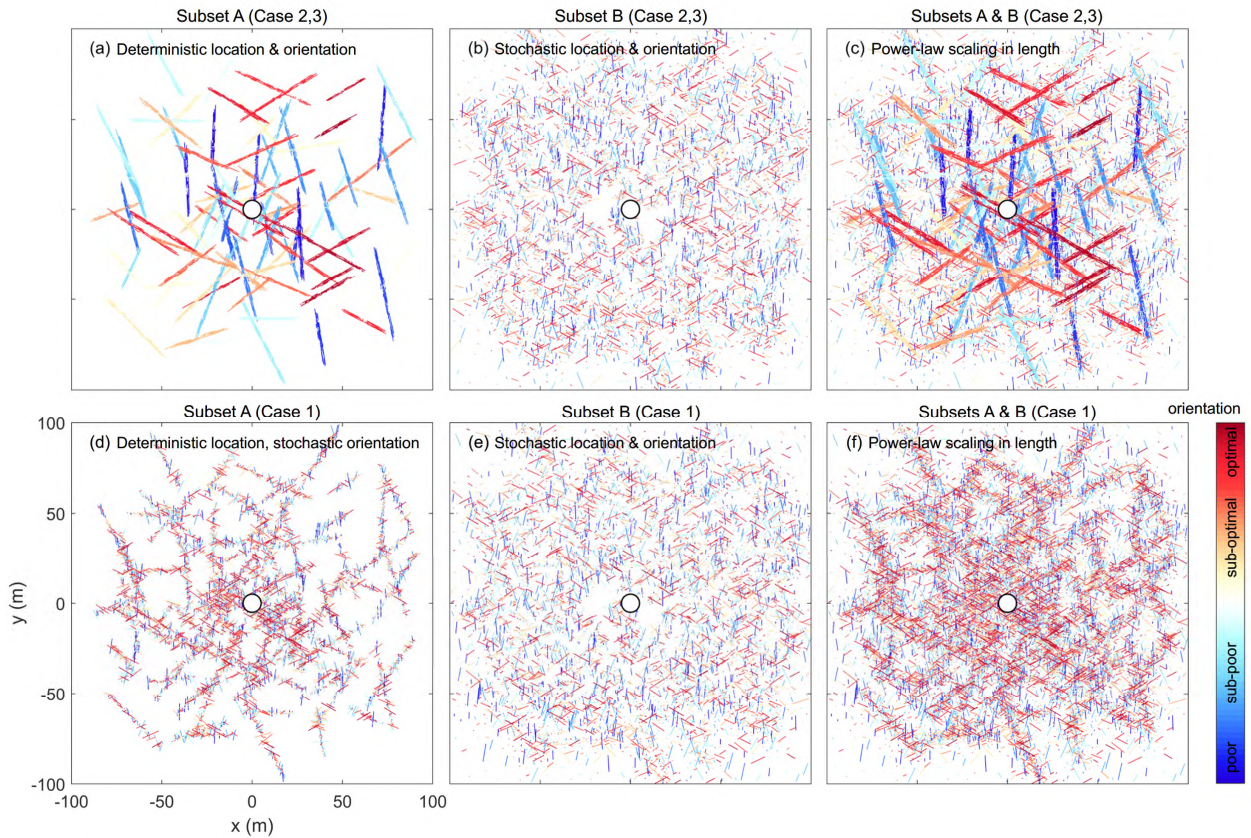 Subset A (Case 2,3)
Subset B (Case 2,3)
Subsets A & B (Case 2,3)
(a) Deterministic location & orientation
(b) Stochastic location & orientation
(c) Power-law scaling in length
Subset A (Case 1)
Subset B (Case 1)
Subsets A & B (Case 1)
orientation
(d) Deterministic location, stochastic orientation
(e) Stochastic location & orientation
(f) Power-law scaling in length
100
50
0
-50
-100
y (m)
-100
-50
0
50
100
x (m)
optimal
sub-optimal
sub-poor
poor